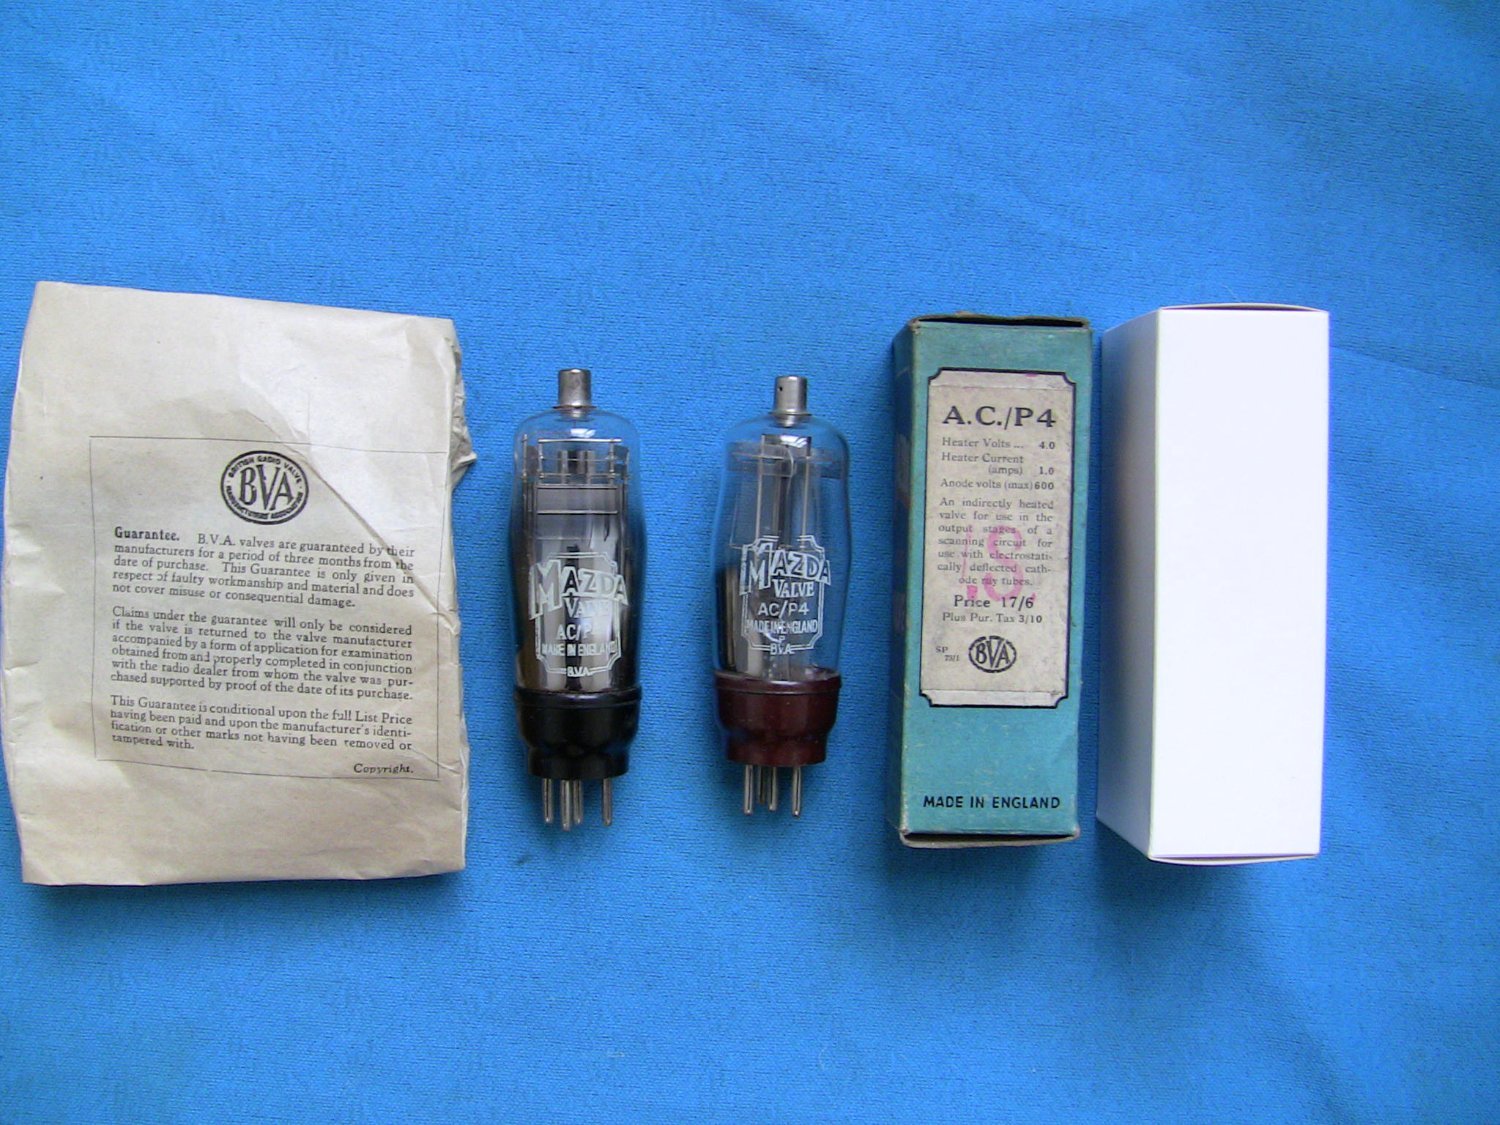 BRITISH RADIO VALVE
BVA
MANUFACTURERS' ASSOCIATION
Guarantee. B.V.A. valves are guaranteed by their
manufacturers for a period of three months from the
date of purchase. This Guarantee is only given in
respect of faulty workmanship and material and does
not cover misuse or consequential damage.
Claims under the guarantee will only be considered
if the valve is returned to the valve manufacturer
accompanied by a form of application for examination
obtained from and properly completed in conjunction
with the radio dealer from whom the valve was pur-
chased supported by proof of the date of its purchase.
This Guarantee is conditional upon the full List Price
having been paid and upon the manufacturer's identi-
fication or other marks not having been removed or
tampered with.
Copyright.
MAZDA
VALVE
AC/P4
MADE IN ENGLAND
B.V.A.
MAZDA
VALVE
AC/P4
MADE IN ENGLAND
P
B.V.A.
A.C./P4
Heater Volts ... 4.0
Heater Current
(amps) 1.0
Anode volts (max) 600
An indirectly heated
valve for use in the
output stages of a
scanning circuit for
use with electrostati-
cally deflected cath-
ode ray tubes.
Price 17/6
Plus Pur. Tax 3/10
SP
BVA
MADE IN ENGLAND